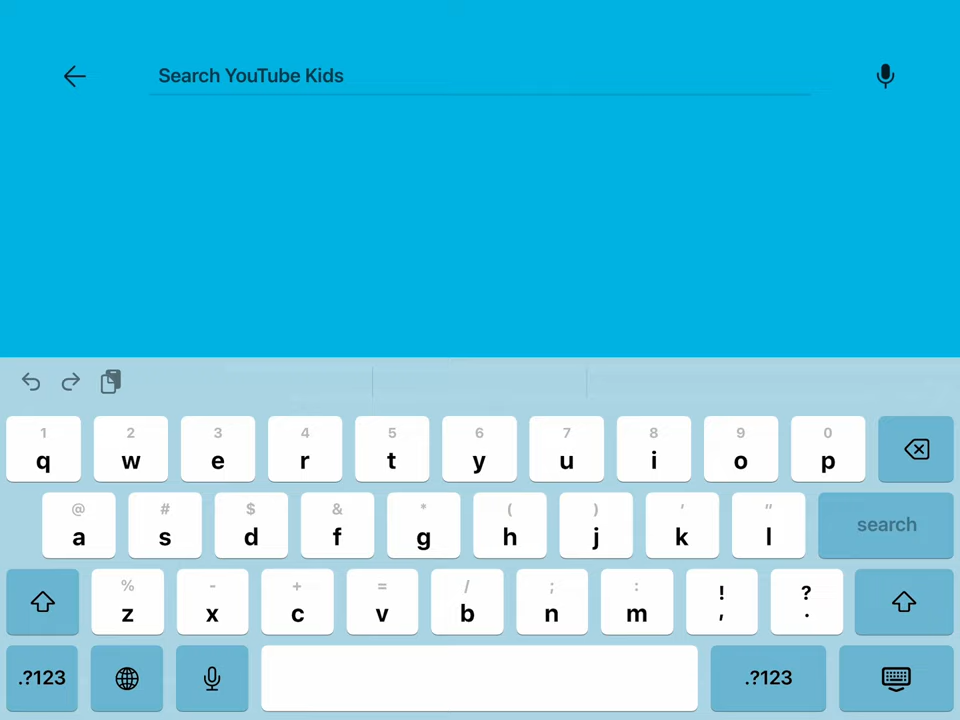 Search YouTube Kids
1 2 3 4 5 6 7 8 9 0
q w e r t y u i o p
@ # $ & * ( ) ' "
a s d f g h j k l search
% - + = / ; : ! ?
z x c v b n m , .
.?123 .?123